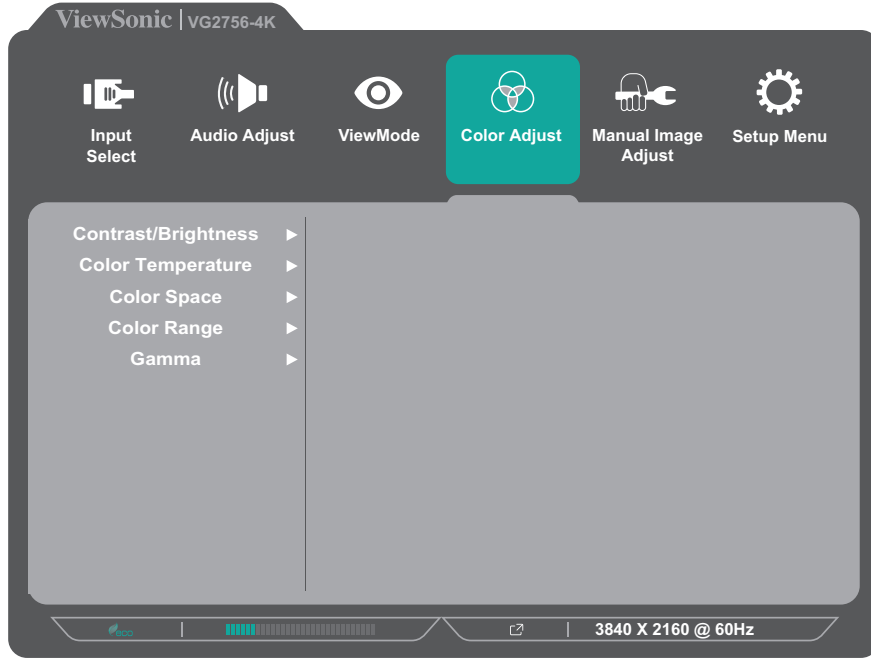 ViewSonic | VG2756-4K
Input Select
Audio Adjust
ViewMode
Color Adjust
Manual Image Adjust
Setup Menu
Contrast/Brightness
Color Temperature
Color Space
Color Range
Gamma
eco
3840 X 2160 @ 60Hz